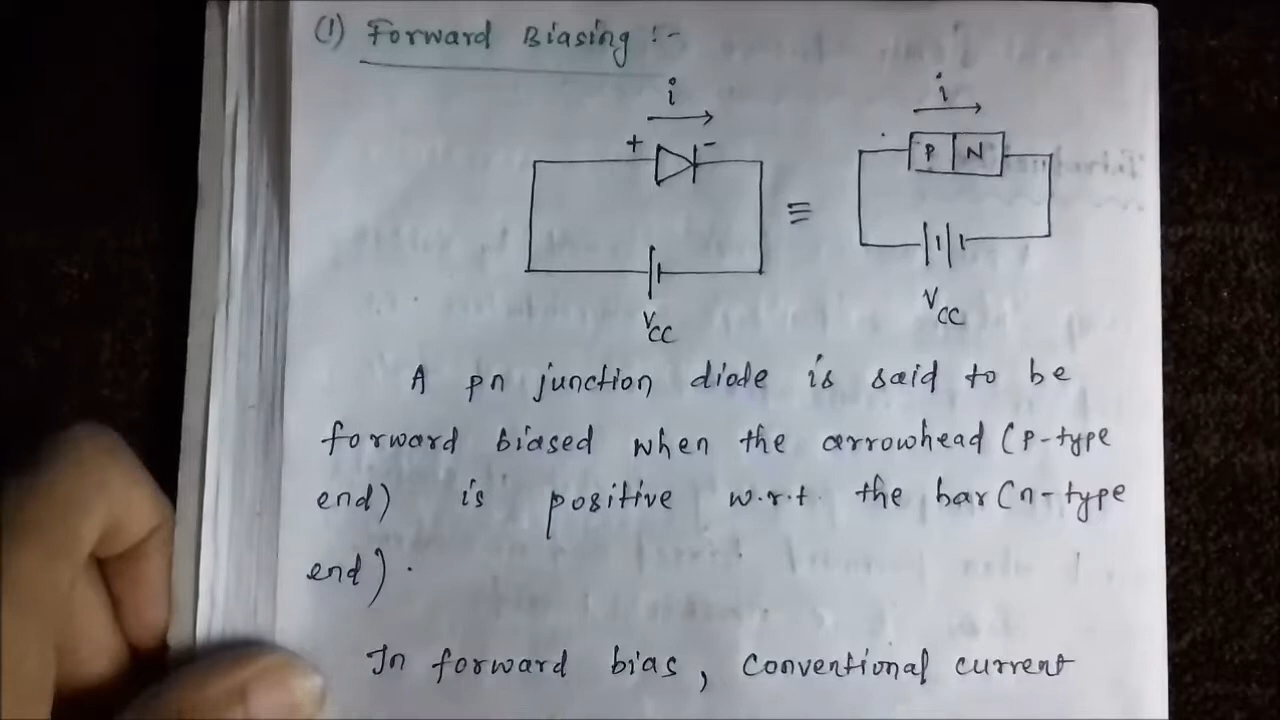 (1) Forward Biasing :-
i
i
+ -
P N
≡
Vcc
Vcc
A pn junction diode is said to be
forward biased when the arrowhead (P-type
end) is positive w.r.t. the bar (n-type
end).
In forward bias, conventional current